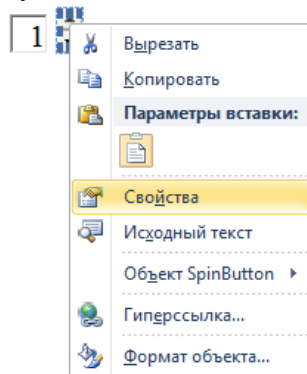 1
Вырезать
Копировать
Параметры вставки:
Свойства
Исходный текст
Объект SpinButton
Гиперссылка...
Формат объекта...